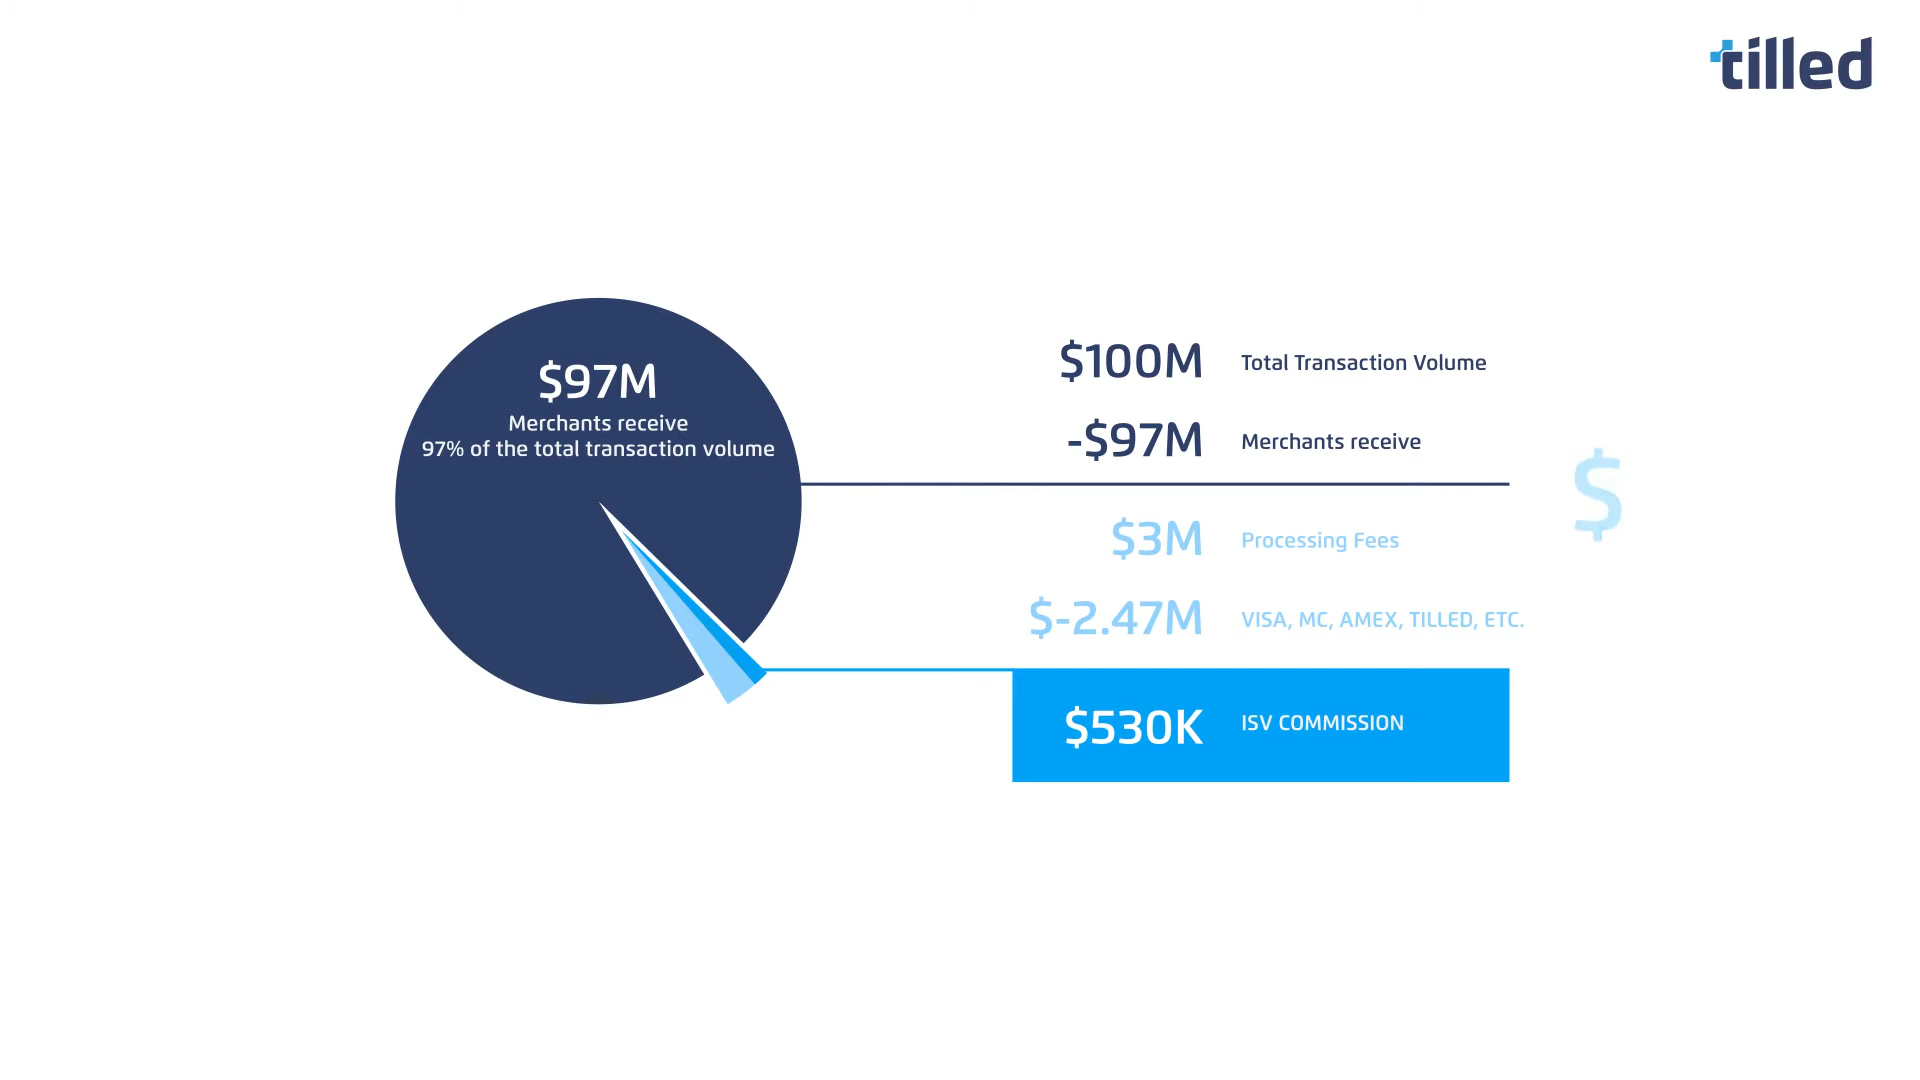 tilled
$97M
Merchants receive
97% of the total transaction volume
$100M Total Transaction Volume
-$97M Merchants receive
$
$3M Processing Fees
$-2.47M VISA, MC, AMEX, TILLED, ETC.
$530K ISV COMMISSION